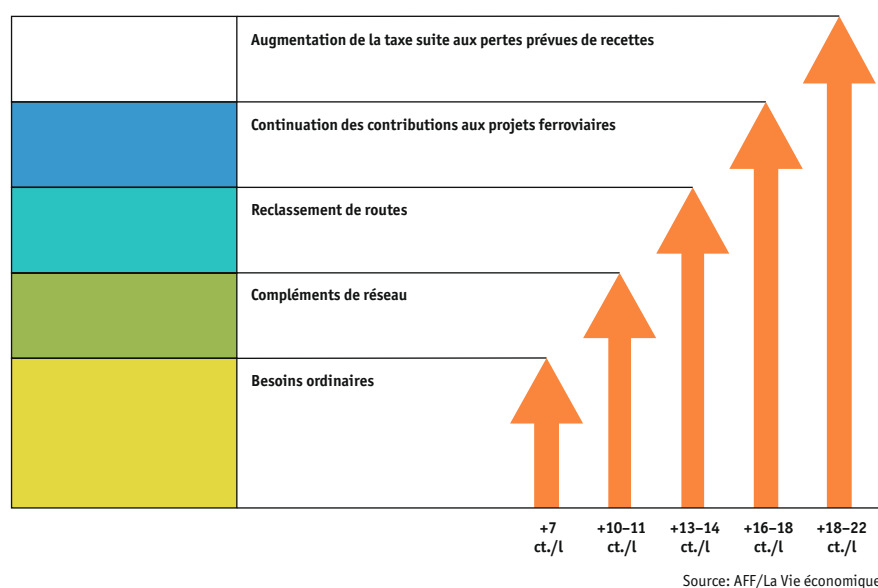 Augmentation de la taxe suite aux pertes prévues de recettes
Continuation des contributions aux projets ferroviaires
Reclassement de routes
Compléments de réseau
Besoins ordinaires
+7 +10–11 +13–14 +16–18 +18–22
ct./l ct./l ct./l ct./l ct./l
Source: AFF/La Vie économique